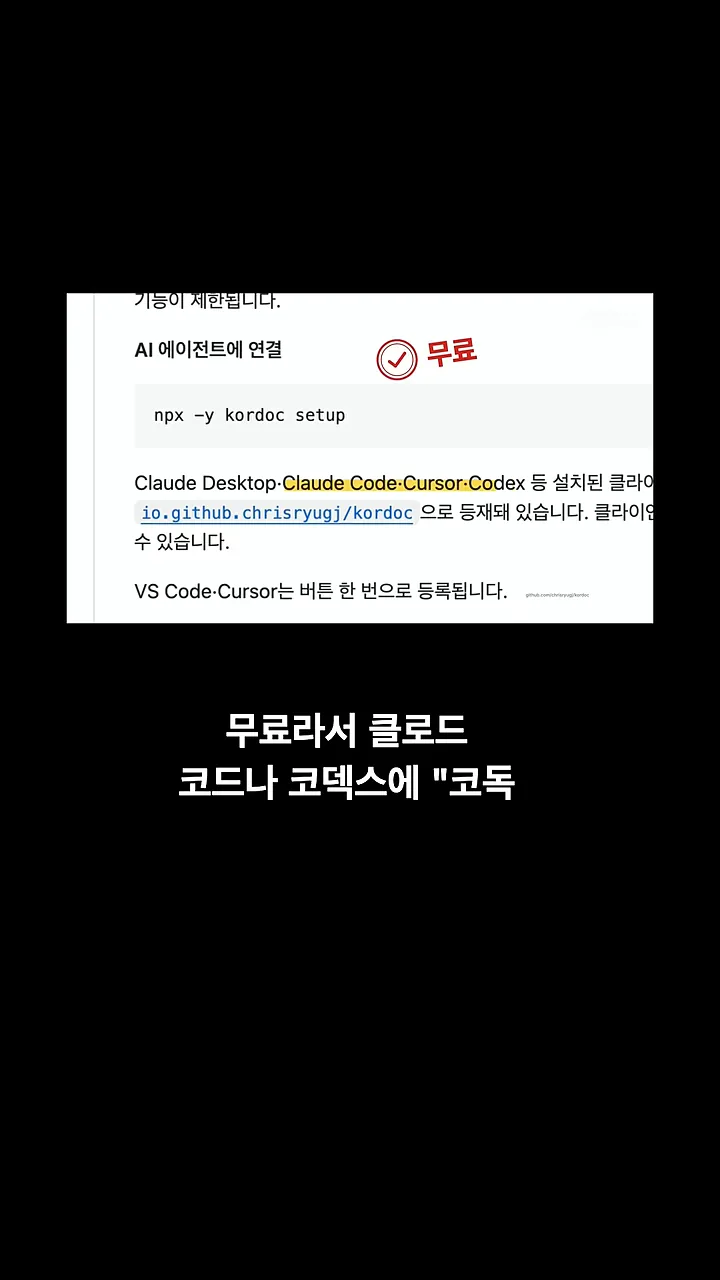 기능이 제한됩니다.
AI 에이전트에 연결
무료
npx -y kordoc setup
Claude Desktop·Claude Code·Cursor·Codex 등 설치된 클라이
io.github.chrisryugj/kordoc 으로 등재돼 있습니다. 클라이언
수 있습니다.
VS Code·Cursor는 버튼 한 번으로 등록됩니다.
github.com/chrisryugj/kordoc
무료라서 클로드
코드나 코덱스에 "코독